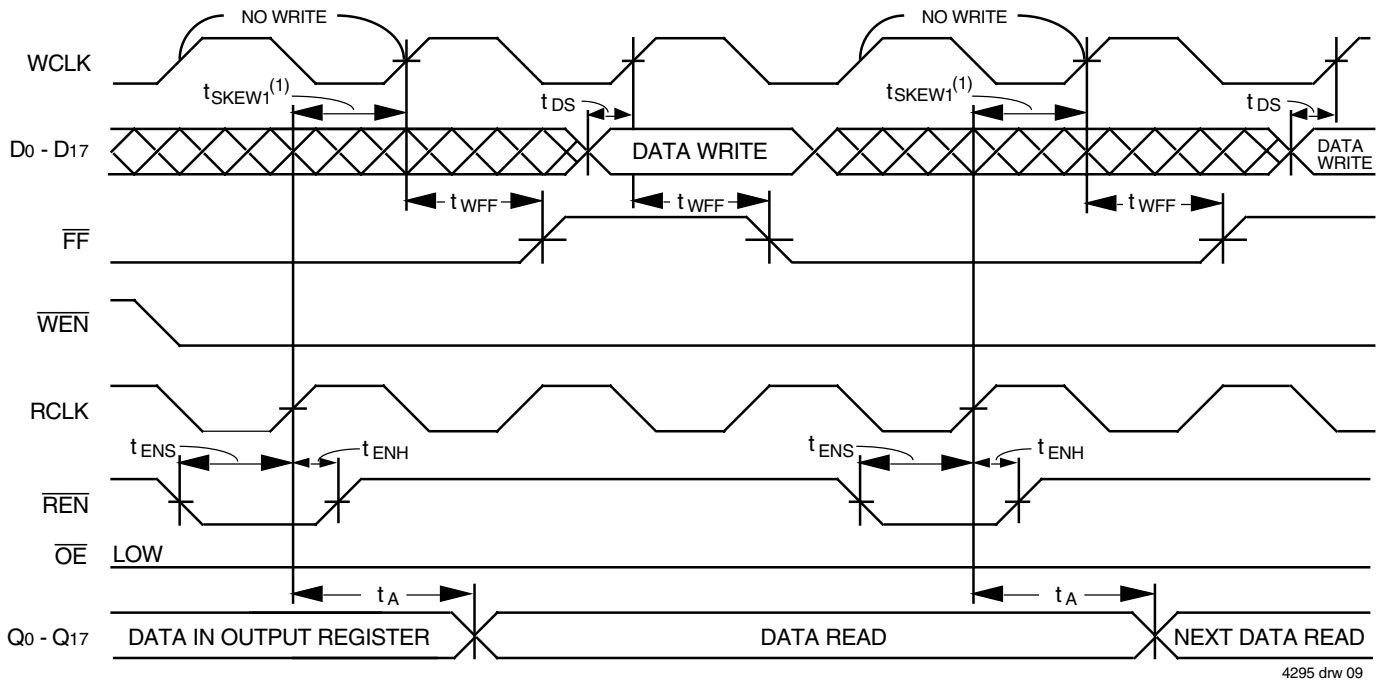 NO WRITE NO WRITE
WCLK
tSKEW1(1) tDS tSKEW1(1) tDS
D0 - D17 DATA WRITE DATA WRITE
tWFF tWFF tWFF
FF
WEN
RCLK
tENS tENH tENS tENH
REN
OE LOW
tA tA
Q0 - Q17 DATA IN OUTPUT REGISTER DATA READ NEXT DATA READ
4295 drw 09